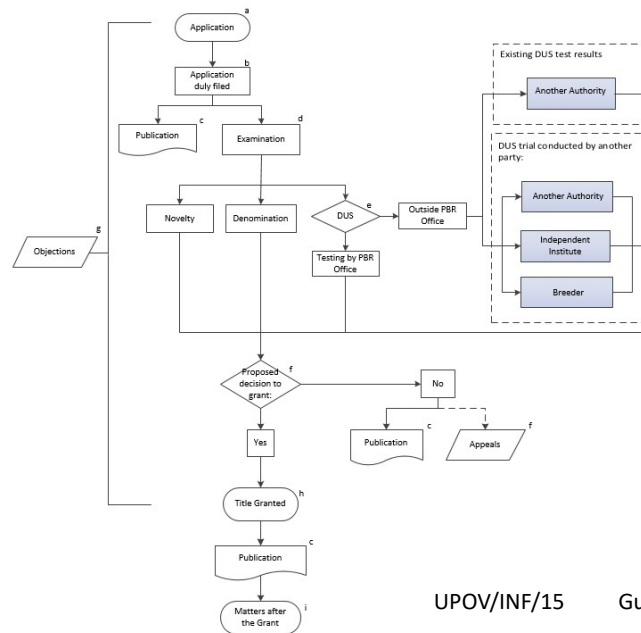 a
Application
b
Application
duly filed
c
Publication
d
Examination
Novelty
Denomination
e
DUS
Outside PBR
Office
Testing by PBR
Office
Existing DUS test results
Another Authority
DUS trial conducted by another
party:
Another Authority
Independent
Institute
Breeder
g
Objections
f
Proposed
decision to
grant:
No
Yes
c
Publication
f
Appeals
h
Title Granted
c
Publication
i
Matters after
the Grant
UPOV/INF/15